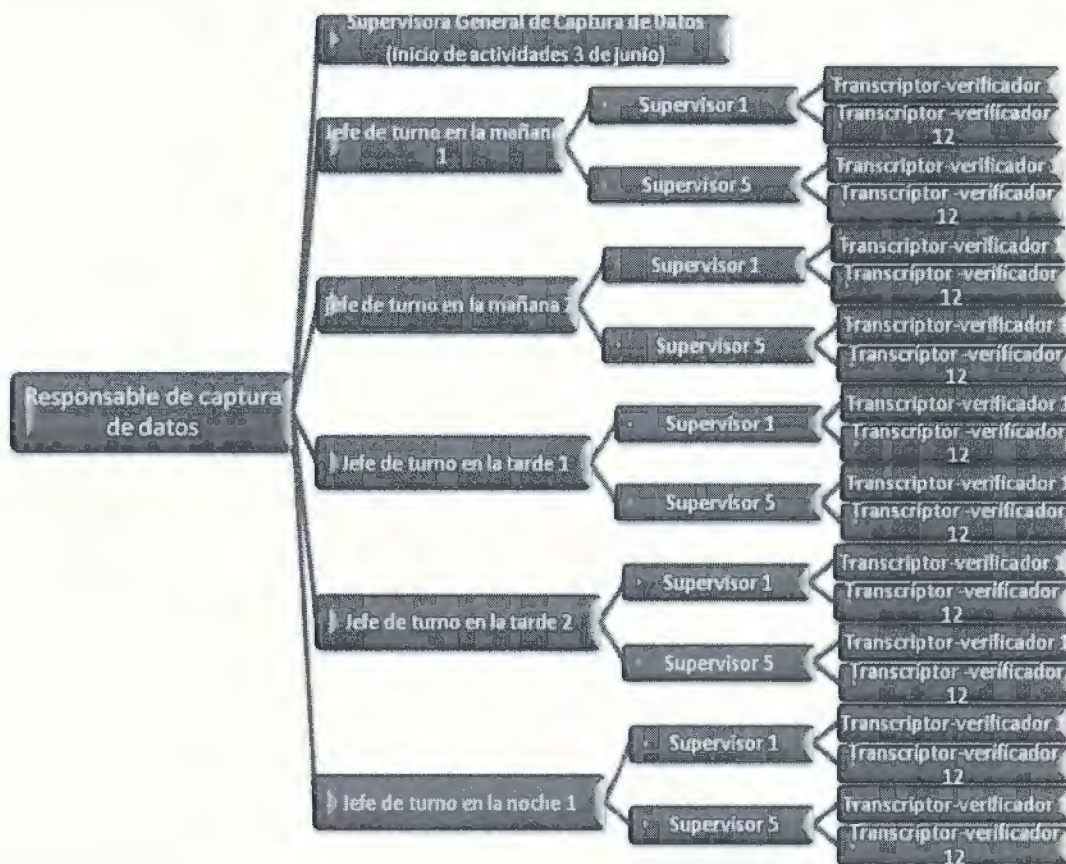 Supervisora General de Captura de Datos
(Inicio de actividades 3 de junio)
Jefe de turno en la mañana
1
Supervisor 1
Transcriptor-verificador 1
Transcriptor -verificador
12
Supervisor 5
Transcriptor-verificador 1
Transcriptor -verificador
12
Jefe de turno en la mañana
Supervisor 1
Transcriptor-verificador 1
Transcriptor -verificador
12
Supervisor 5
Transcriptor-verificador 1
Transcriptor -verificador
12
Responsable de captura
de datos
Jefe de turno en la tarde 1
Supervisor 1
Transcriptor-verificador 1
Transcriptor -verificador
12
Supervisor 5
Transcriptor-verificador 1
Transcriptor -verificador
12
Jefe de turno en la tarde 2
Supervisor 1
Transcriptor-verificador 1
Transcriptor -verificador
12
Supervisor 5
Transcriptor-verificador 1
Transcriptor -verificador
12
Jefe de turno en la noche 1
Supervisor 1
Transcriptor-verificador 1
Transcriptor -verificador
12
Supervisor 5
Transcriptor-verificador 1
Transcriptor -verificador
12